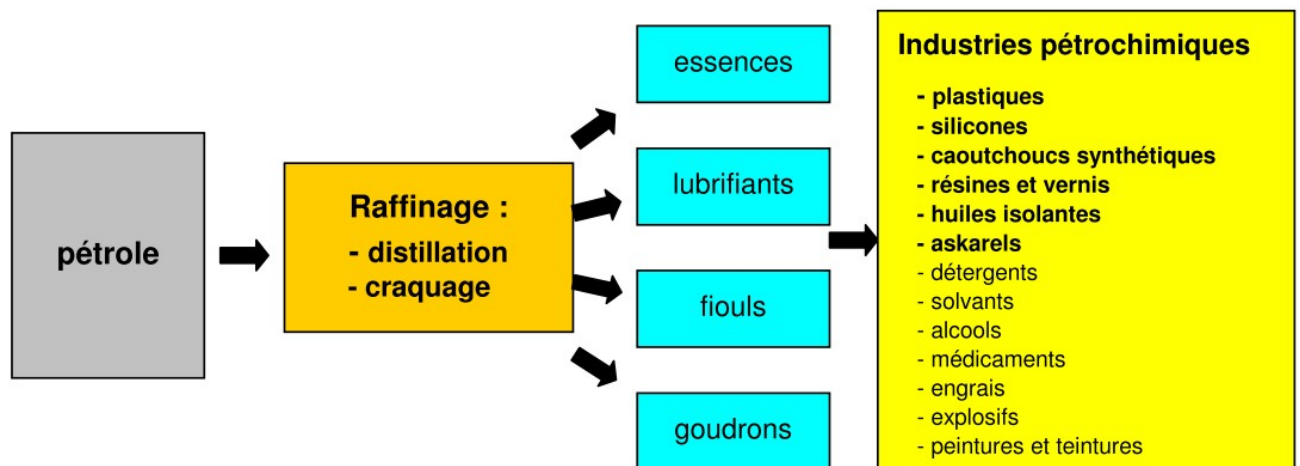 pétrole
Raffinage :
- distillation
- craquage
essences
lubrifiants
fiouls
goudrons
Industries pétrochimiques
- plastiques
- silicones
- caoutchoucs synthétiques
- résines et vernis
- huiles isolantes
- askarels
- détergents
- solvants
- alcools
- médicaments
- engrais
- explosifs
- peintures et teintures